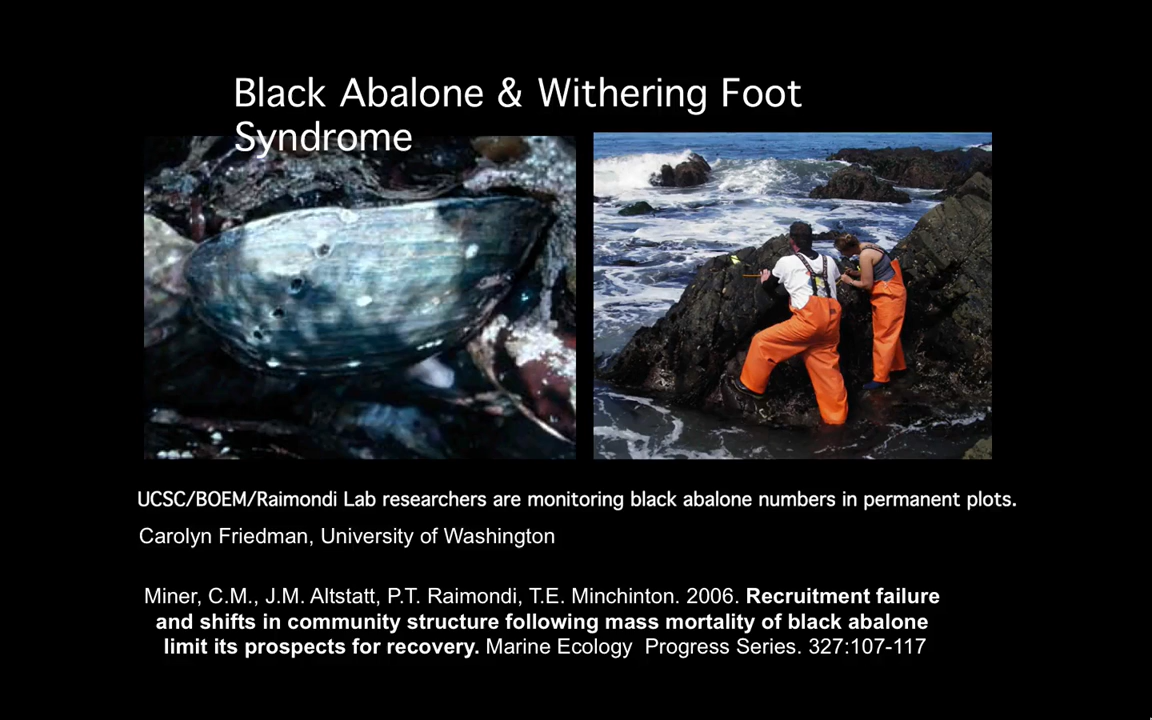 Black Abalone & Withering Foot
Syndrome
UCSC/BOEM/Raimondi Lab researchers are monitoring black abalone numbers in permanent plots.
Carolyn Friedman, University of Washington
Miner, C.M., J.M. Altstatt, P.T. Raimondi, T.E. Minchinton. 2006. Recruitment failure
and shifts in community structure following mass mortality of black abalone
limit its prospects for recovery. Marine Ecology  Progress Series. 327:107-117